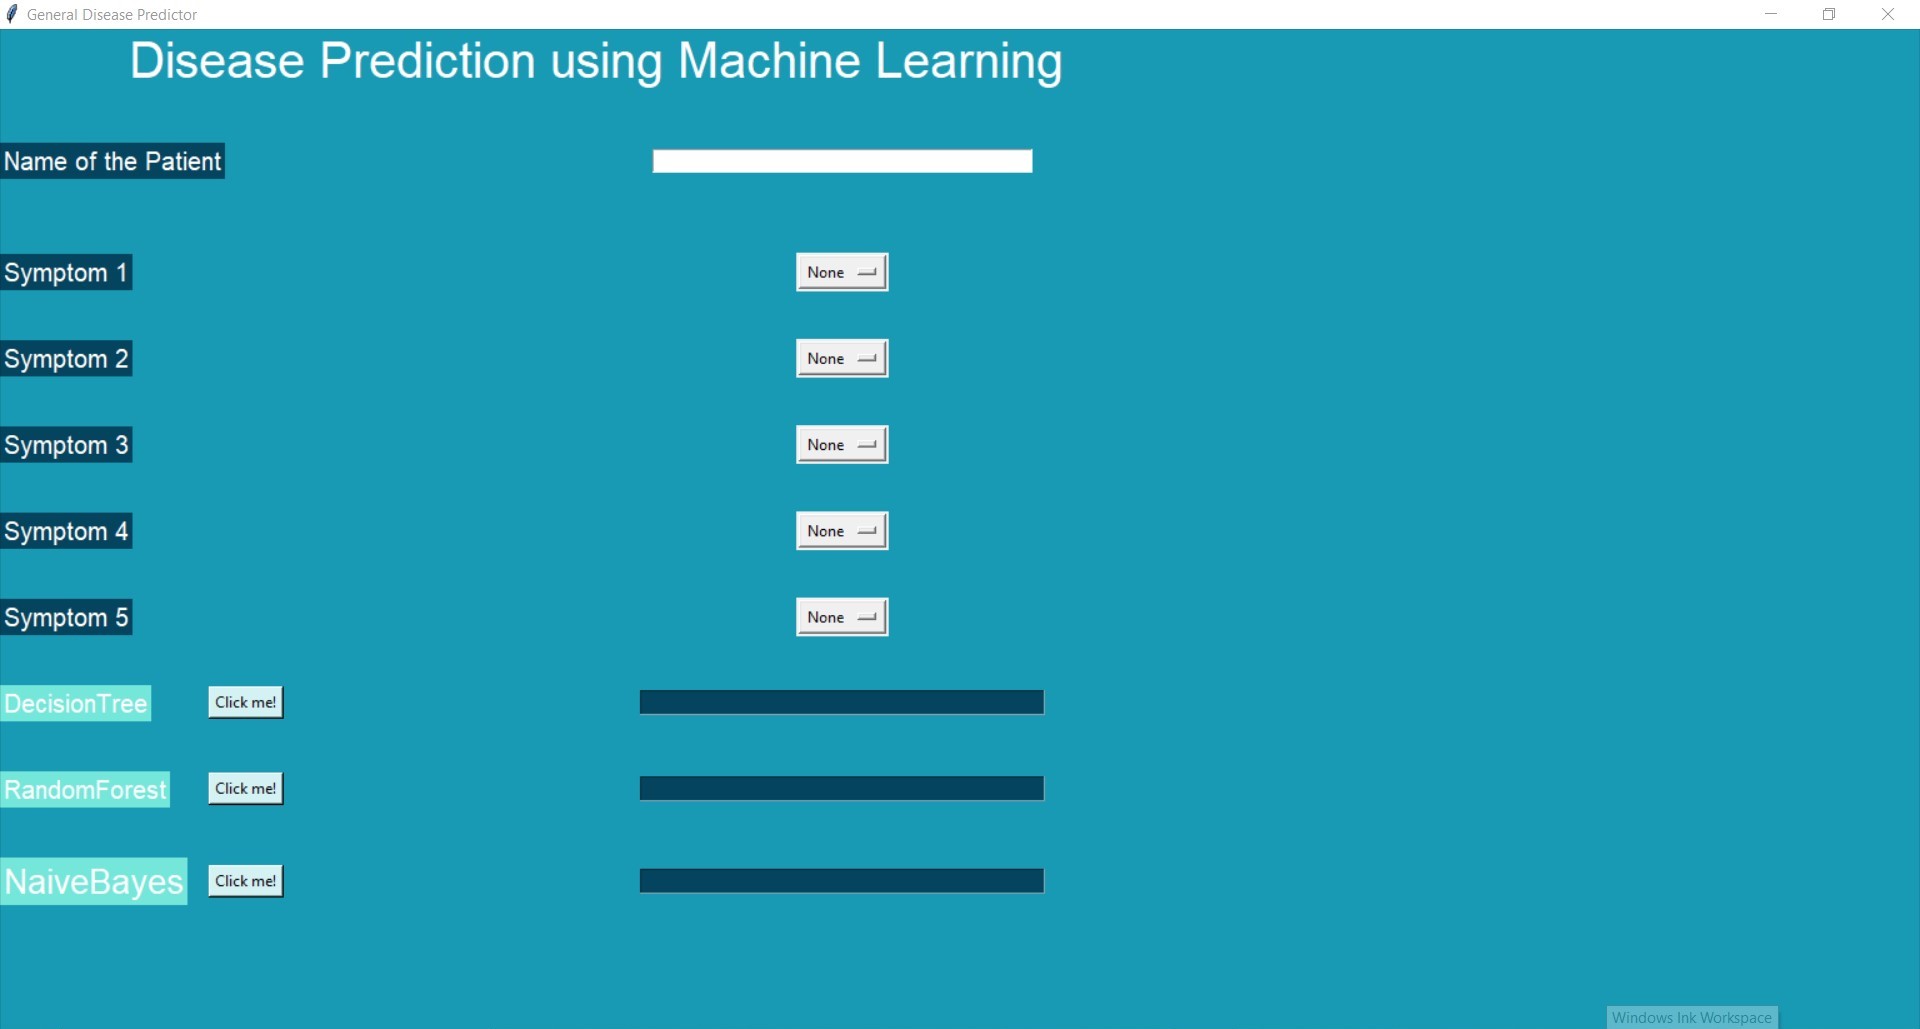 General Disease Predictor
Disease Prediction using Machine Learning
Name of the Patient
Symptom 1
None
Symptom 2
None
Symptom 3
None
Symptom 4
None
Symptom 5
None
DecisionTree
Click me!
RandomForest
Click me!
NaiveBayes
Click me!
Windows Ink Workspace